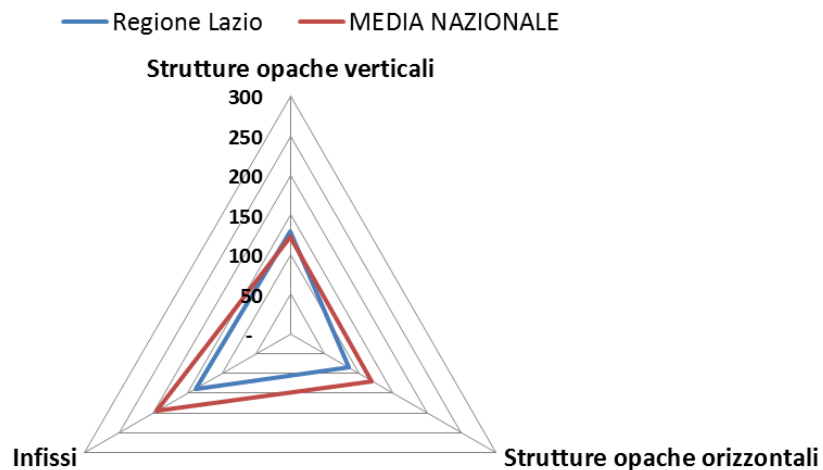 Regione Lazio MEDIA NAZIONALE
Strutture opache verticali
300
250
200
150
100
50
-
Infissi Strutture opache orizzontali